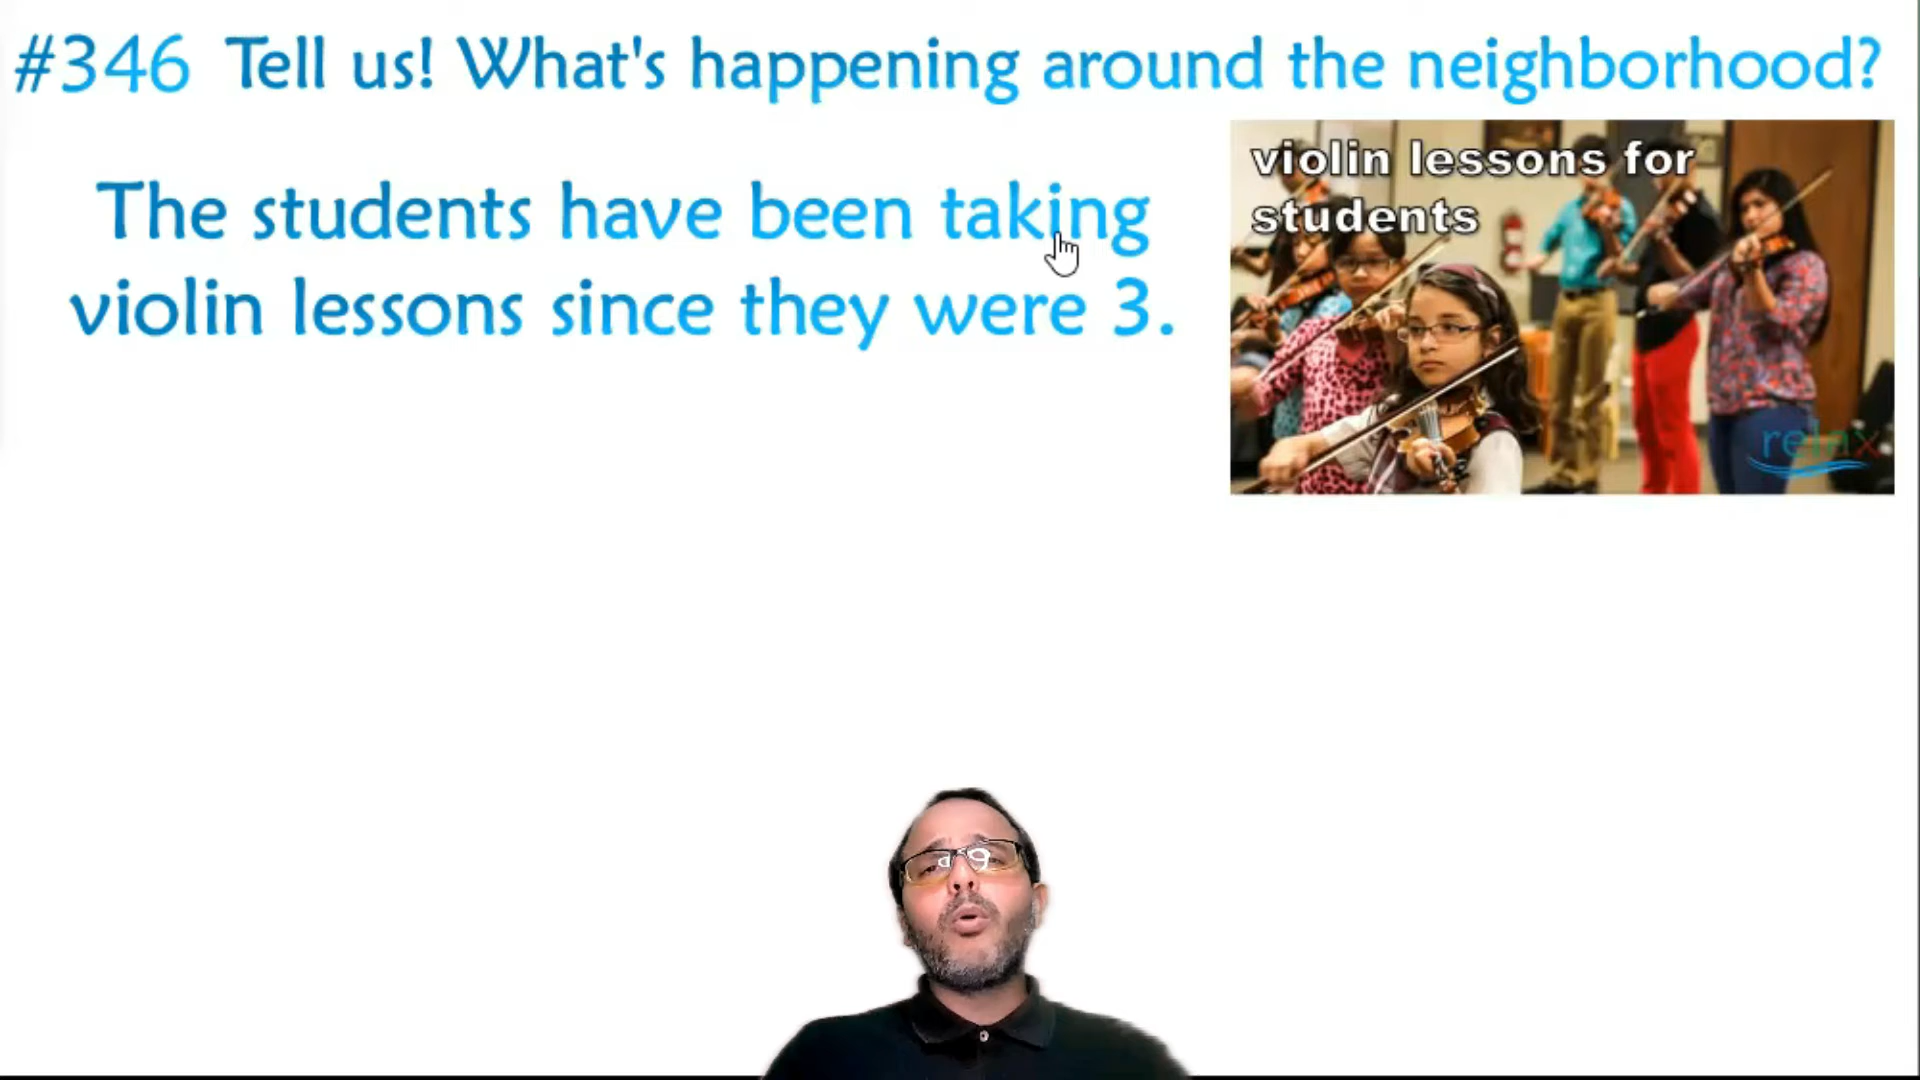 #346 Tell us! What's happening around the neighborhood?
The students have been taking
violin lessons since they were 3.
violin lessons for
students
relax